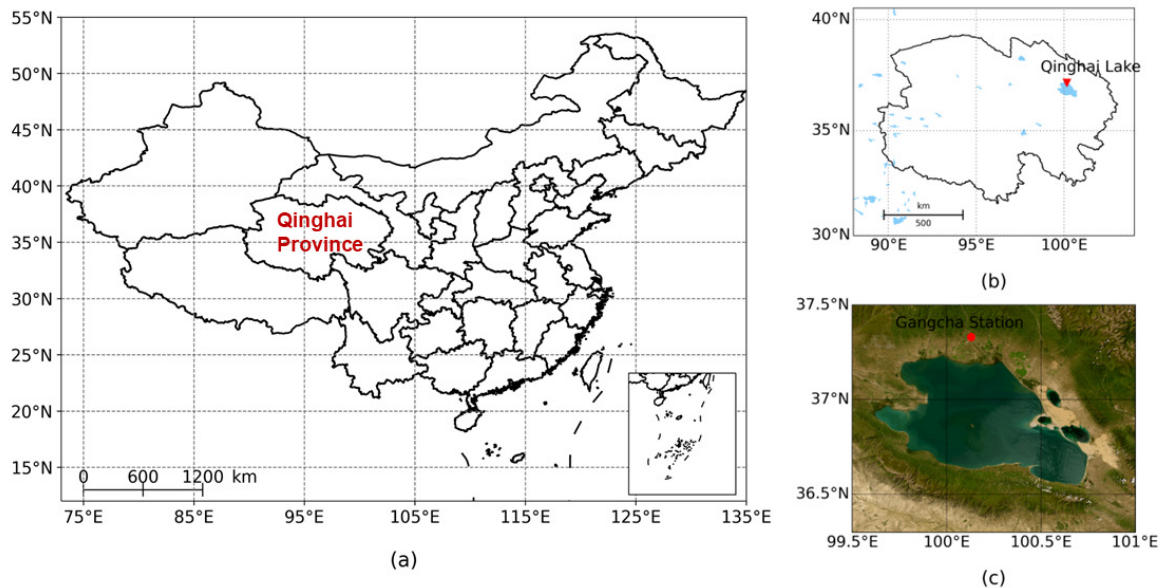 55°N
50°N
45°N
40°N
35°N
30°N
25°N
20°N
15°N
Qinghai
Province
0 600 1200 km
75°E 85°E 95°E 105°E 115°E 125°E 135°E
(a)
40°N
35°N
30°N
Qinghai Lake
km
500
90°E 95°E 100°E
(b)
37.5°N
37°N
36.5°N
Gangcha Station
99.5°E 100°E 100.5°E 101°E
(c)